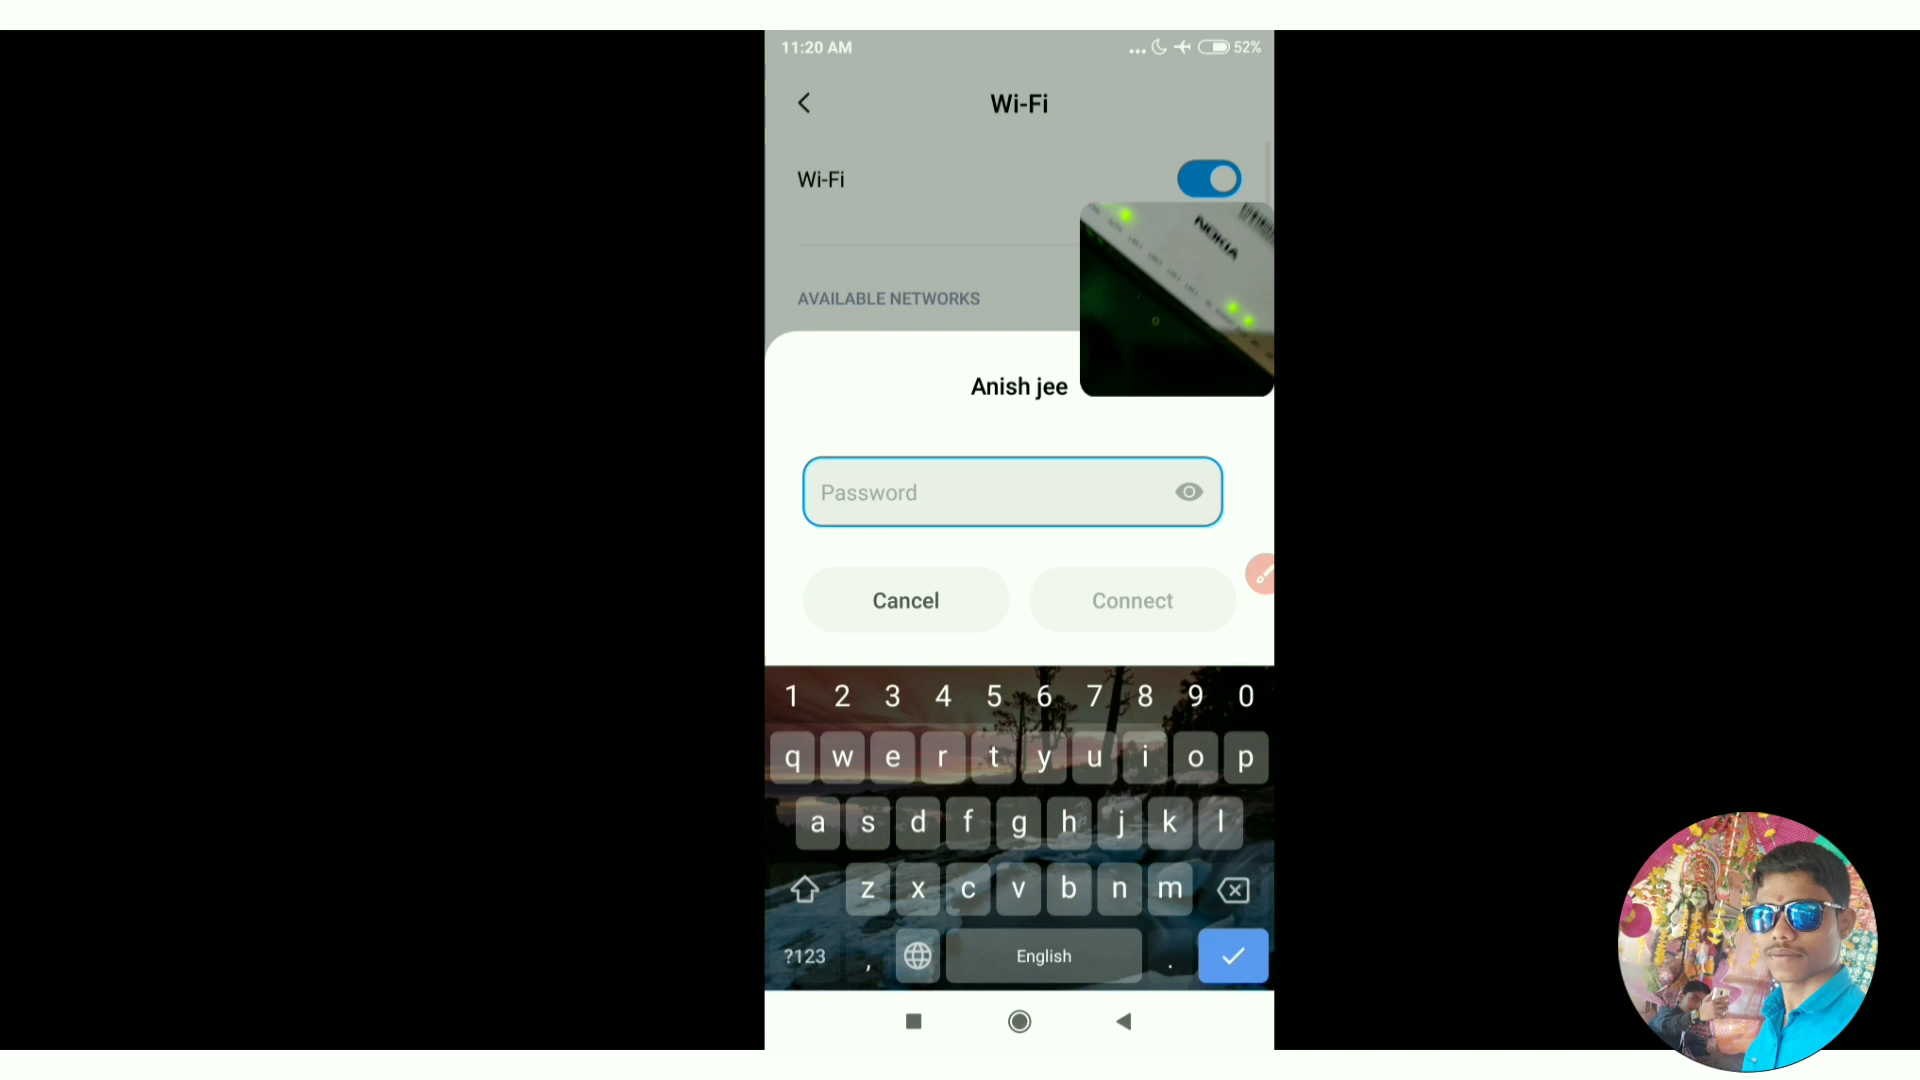 11:20 AM
52%
Wi-Fi
Wi-Fi
NOKIA
AVAILABLE NETWORKS
Anish jee
Password
Cancel
Connect
1 2 3 4 5 6 7 8 9 0
q w e r t y u i o p
a s d f g h j k l
z x c v b n m
?123 , English .